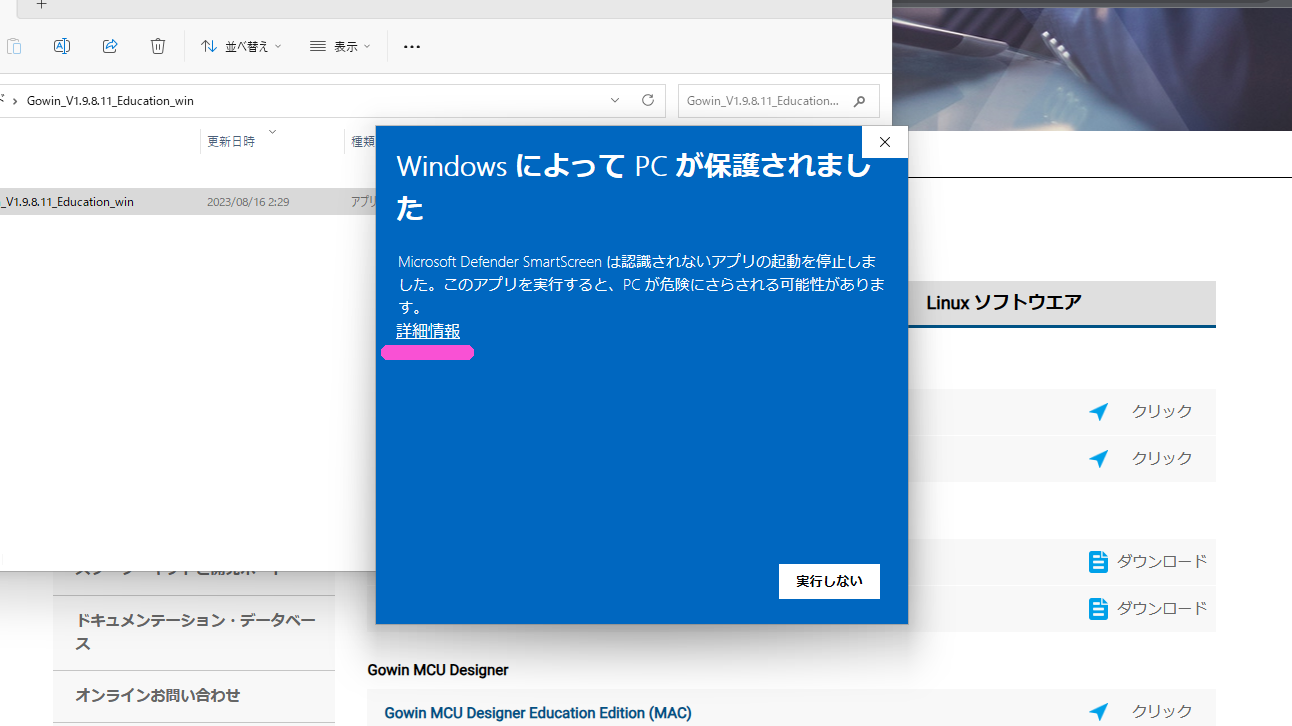 並べ替え
表示
Gowin_V1.9.8.11_Education_win
Gowin_V1.9.8.11_Education...
更新日時
種類
_V1.9.8.11_Education_win
2023/08/16 2:29
アプリ
Windows によって PC が保護されまし
た
Microsoft Defender SmartScreen は認識されないアプリの起動を停止しま
した。このアプリを実行すると、PC が危険にさらされる可能性がありま
す。
詳細情報
実行しない
Linux ソフトウエア
クリック
クリック
ダウンロード
ダウンロード
ドキュメンテーション・データベー
ス
オンラインお問い合わせ
Gowin MCU Designer
Gowin MCU Designer Education Edition (MAC)
クリック